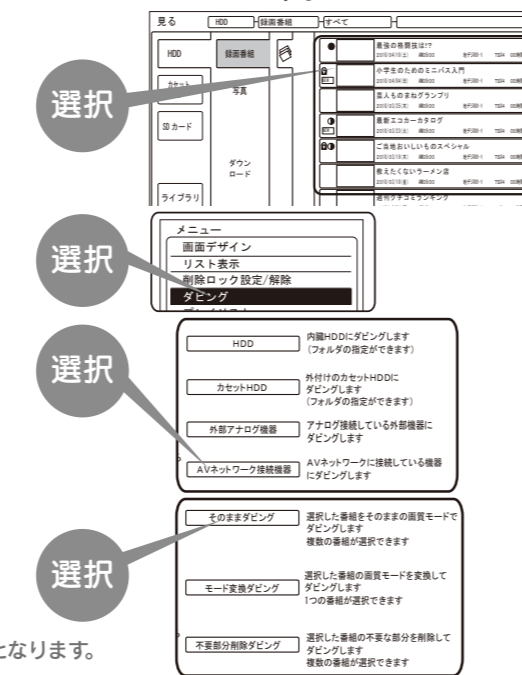 見る HDD 録画番組 すべて
HDD 録画番組
最強の格闘技は!?
選択
カセット 写真
小学生のためのミニバス入門
芸人ものまねグランプリ
SDカード
最新エコカーカタログ
ダウン
ロード
ご当地おいしいものスペシャル
教えたくないラーメン店
ライブラリ
週刊クチコミランキング
メニュー
画面デザイン
選択
リスト表示
削除ロック設定/解除
ダビング
HDD
内臓HDDにダビングします
(フォルダの指定ができます)
選択
カセットHDD
外付けのカセットHDDに
ダビングします
(フォルダの指定ができます)
外部アナログ機器
アナログ接続している外部機器に
ダビングします
AVネットワーク接続機器
AVネットワークに接続している機器
にダビングします
そのままダビング
選択した番組をそのままの画質モードで
ダビングします
複数の番組が選択できます
選択
モード変換ダビング
選択した番組の画質モードを変換して
ダビングします
1つの番組が選択できます
不要部分削除ダビング
選択した番組の不要な部分を削除して
ダビングします
複数の番組が選択できます
となります。